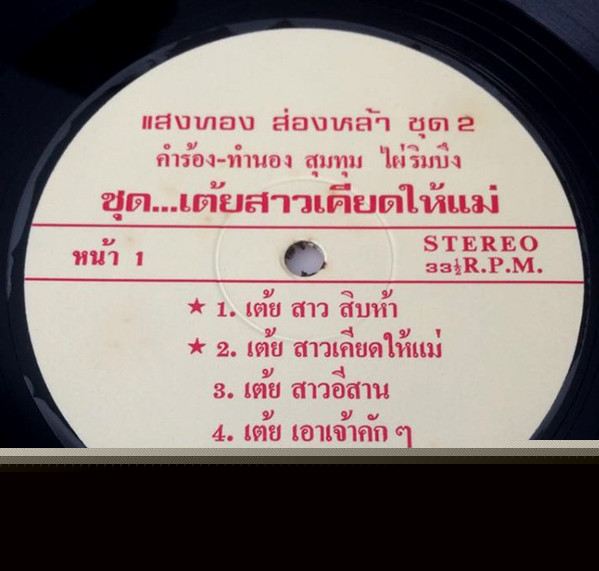 แสงทอง ส่องหล้า ชุด 2
คำร้อง-ทำนอง สุมทุม ไผ่ริมบึง
ชุด...เต้ยสาวเคียดให้แม่
หน้า 1
STEREO
33⅓ R.P.M.
★ 1. เต้ย สาว สิบห้า
★ 2. เต้ย สาวเคียดให้แม่
3. เต้ย สาวอีสาน
4. เต้ย เอาเจ้าคัก ๆ